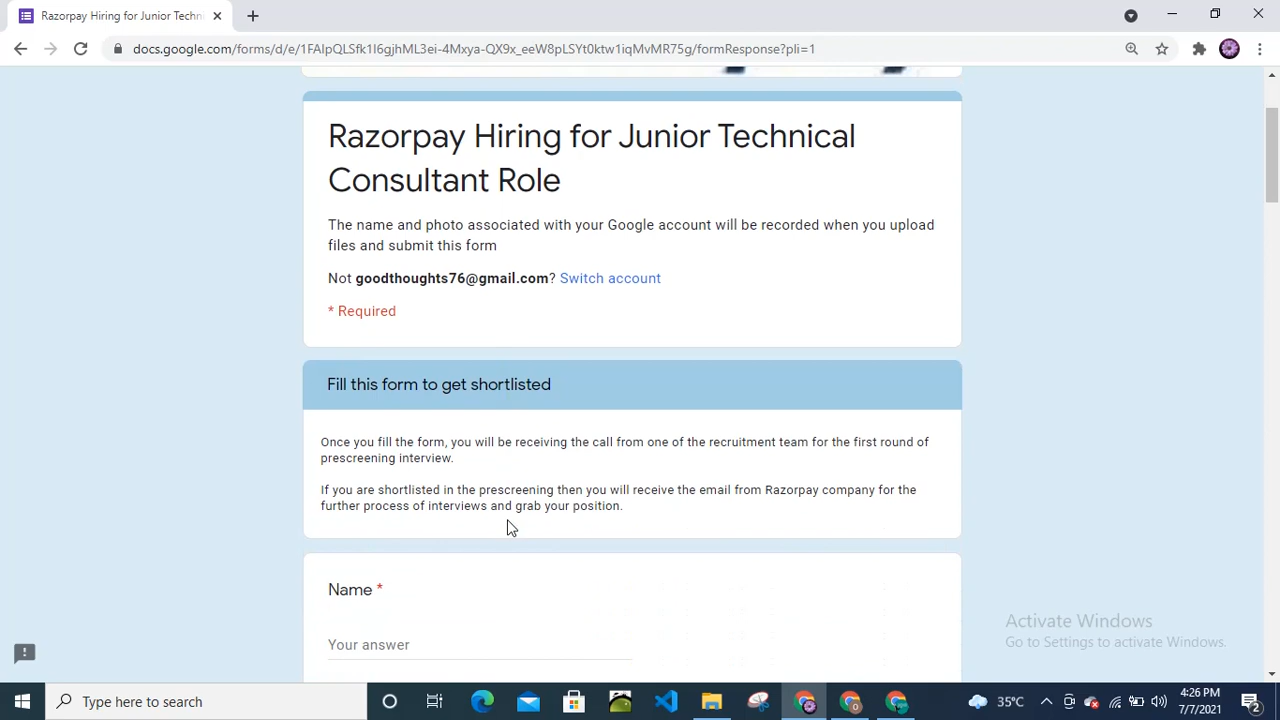 Razorpay Hiring for Junior Techn
docs.google.com/forms/d/e/1FAIpQLSfk1I6gjhML3ei-4Mxya-QX9x_eeW8pLSYt0ktw1iqMvMR75g/formResponse?pli=1
Razorpay Hiring for Junior Technical
Consultant Role
The name and photo associated with your Google account will be recorded when you upload
files and submit this form
Not goodthoughts76@gmail.com? Switch account
* Required
Fill this form to get shortlisted
Once you fill the form, you will be receiving the call from one of the recruitment team for the first round of
prescreening interview.
If you are shortlisted in the prescreening then you will receive the email from Razorpay company for the
further process of interviews and grab your position.
Name *
Your answer
Activate Windows
Go to Settings to activate Windows.
Type here to search
35°C
4:26 PM
7/7/2021
2